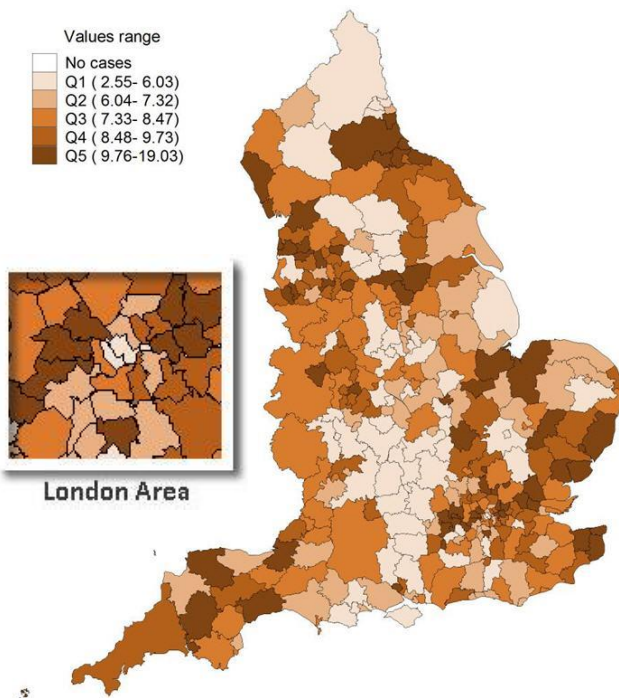 Values range
No cases
Q1 ( 2.55- 6.03)
Q2 ( 6.04- 7.32)
Q3 ( 7.33- 8.47)
Q4 ( 8.48- 9.73)
Q5 ( 9.76-19.03)
London Area